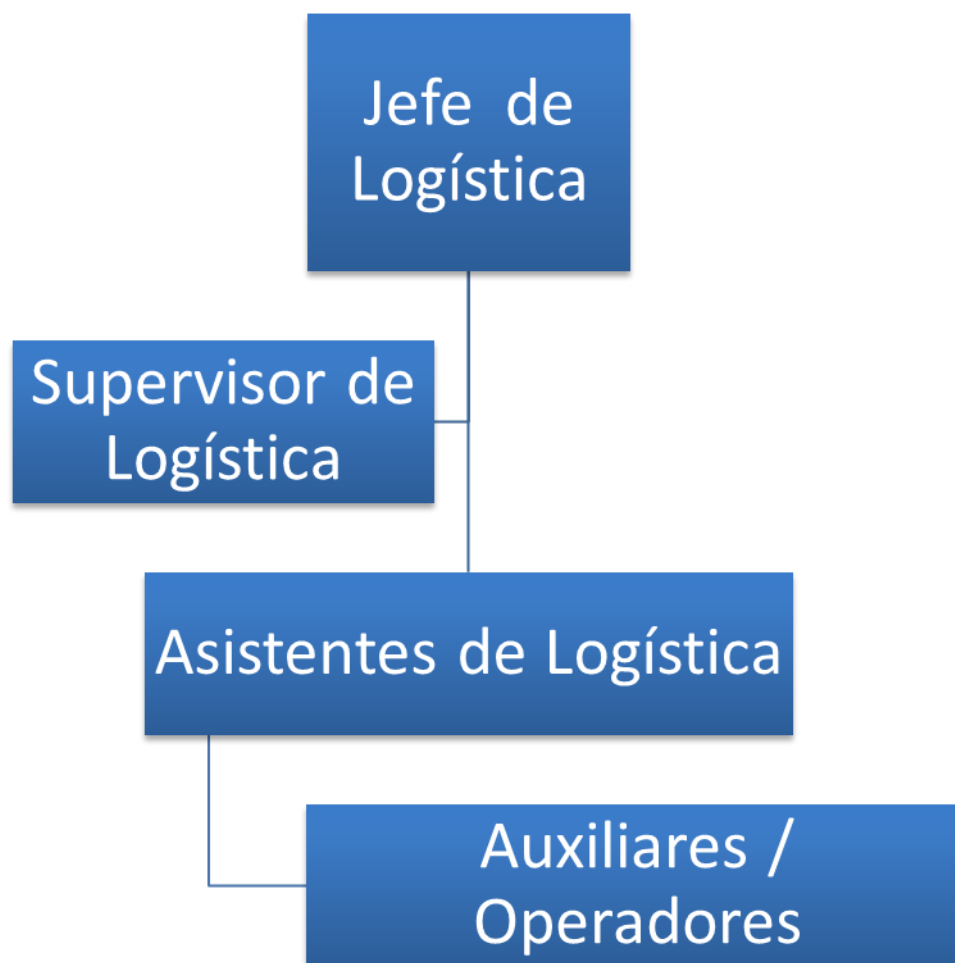 Jefe de
Logística
Supervisor de
Logística
Asistentes de Logística
Auxiliares /
Operadores